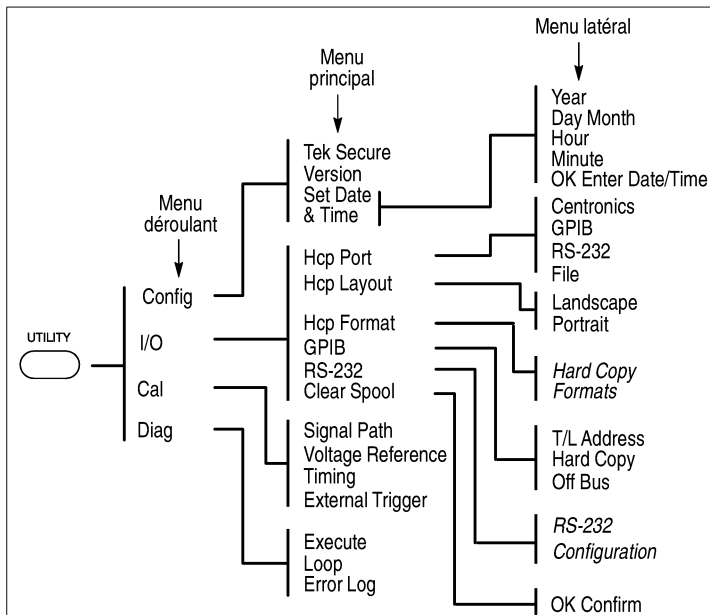 Menu latéral
Menu
principal
Menu
déroulant
UTILITY
Config
I/O
Cal
Diag
Tek Secure
Version
Set Date
& Time
Hcp Port
Hcp Layout
Hcp Format
GPIB
RS-232
Clear Spool
Signal Path
Voltage Reference
Timing
External Trigger
Execute
Loop
Error Log
Year
Day Month
Hour
Minute
OK Enter Date/Time
Centronics
GPIB
RS-232
File
Landscape
Portrait
Hard Copy
Formats
T/L Address
Hard Copy
Off Bus
RS-232
Configuration
OK Confirm